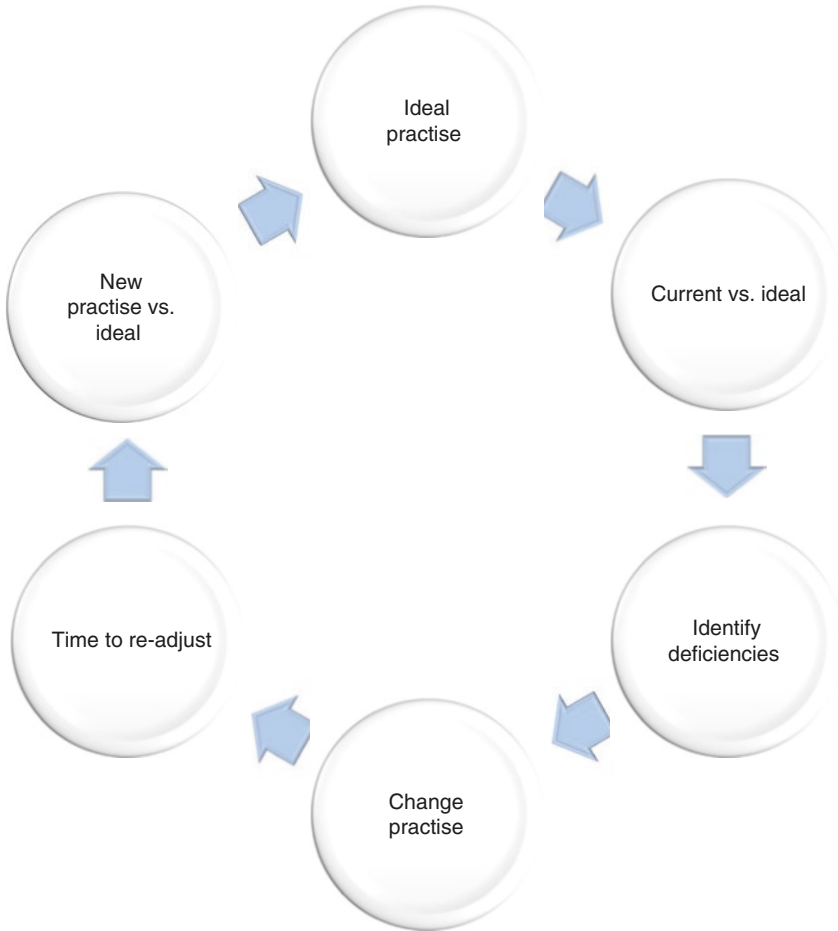 Ideal
practise
Current vs. ideal
Identify
deficiencies
Change
practise
Time to re-adjust
New
practise vs.
ideal